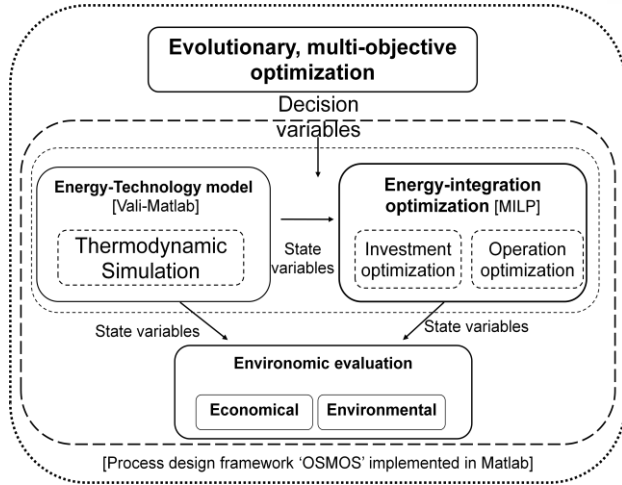 Evolutionary, multi-objective
optimization
Decision
variables
Energy-Technology model
[Vali-Matlab]
Thermodynamic
Simulation
State
variables
Energy-integration
optimization [MILP]
Investment
optimization
Operation
optimization
State variables
State variables
Environomic evaluation
Economical
Environmental
[Process design framework 'OSMOS' implemented in Matlab]